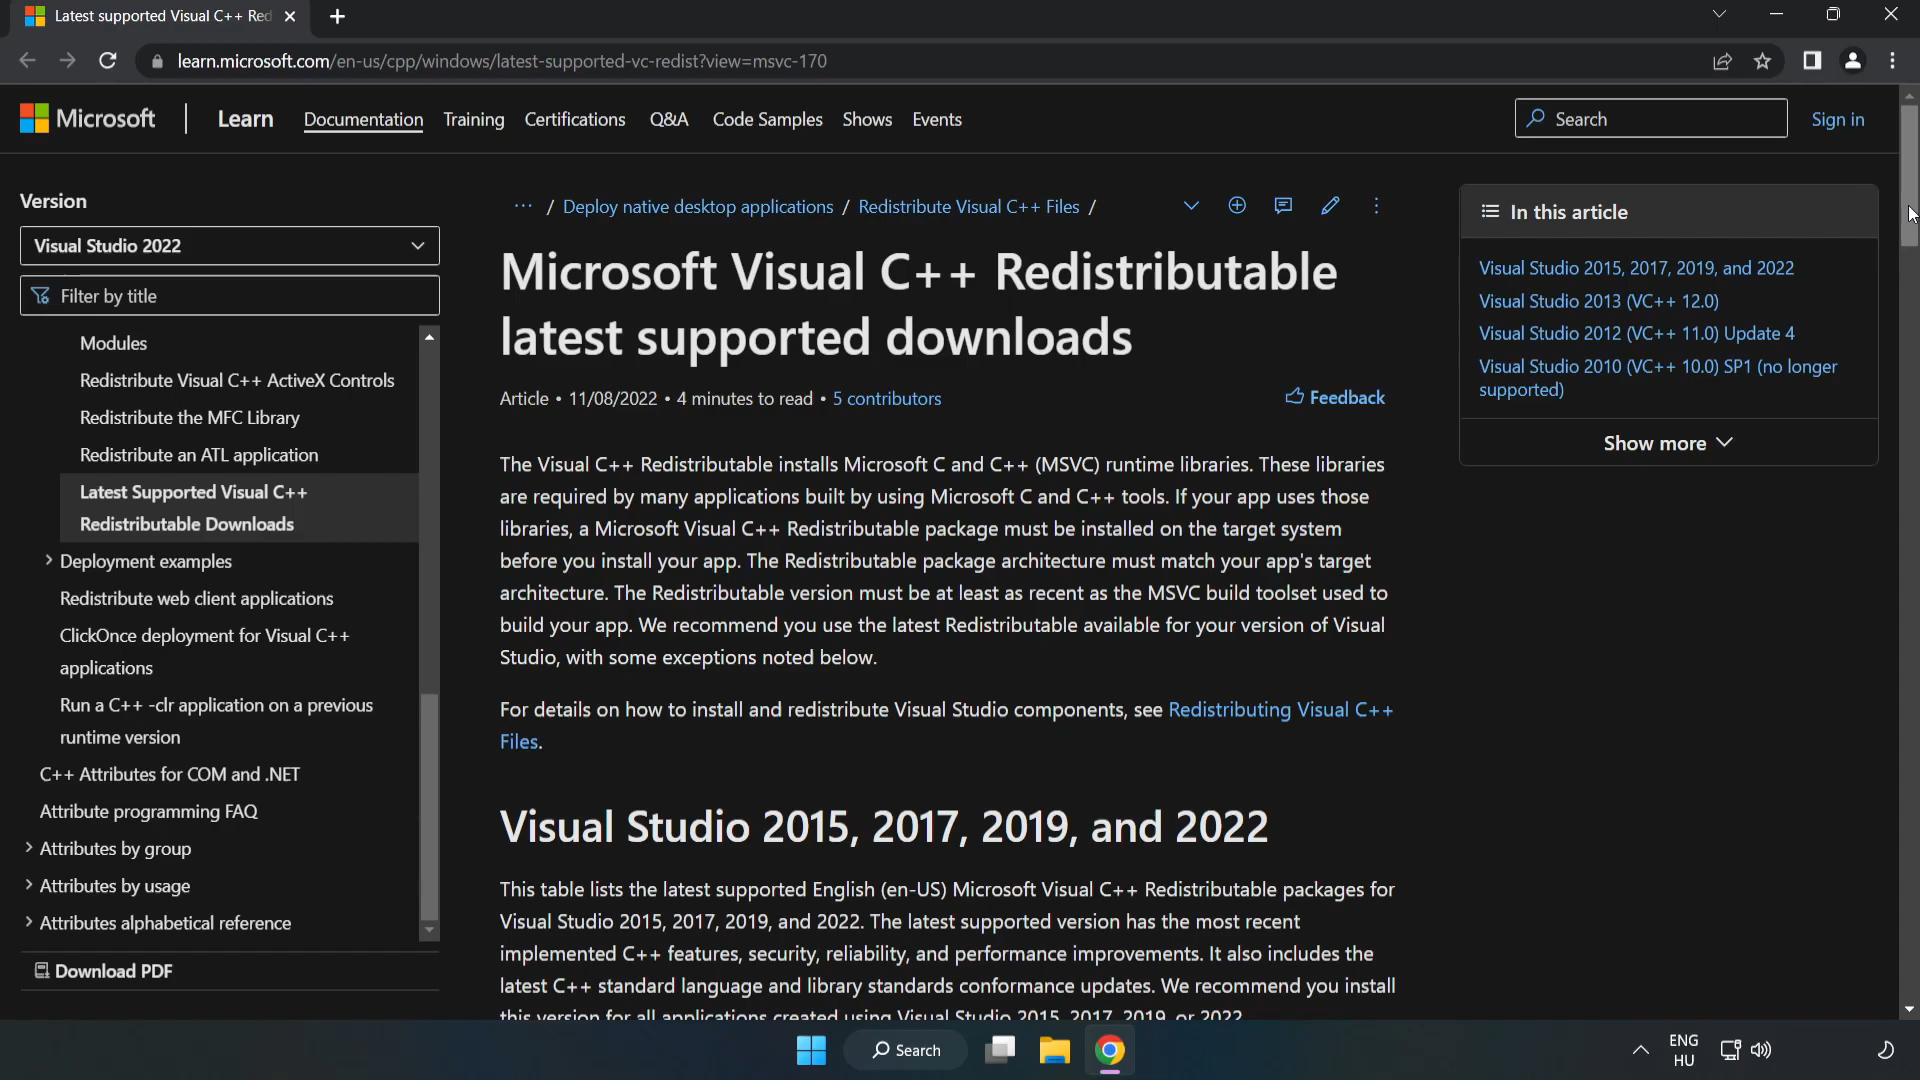 Latest supported Visual C++ Red
learn.microsoft.com/en-us/cpp/windows/latest-supported-vc-redist?view=msvc-170
Microsoft
Learn
Documentation
Training
Certifications
Q&A
Code Samples
Shows
Events
Search
Sign in
Version
Visual Studio 2022
Filter by title
Modules
Redistribute Visual C++ ActiveX Controls
Redistribute the MFC Library
Redistribute an ATL application
Latest Supported Visual C++
Redistributable Downloads
Deployment examples
Redistribute web client applications
ClickOnce deployment for Visual C++
applications
Run a C++ -clr application on a previous
runtime version
C++ Attributes for COM and .NET
Attribute programming FAQ
Attributes by group
Attributes by usage
Attributes alphabetical reference
Download PDF
··· / Deploy native desktop applications / Redistribute Visual C++ Files /
Microsoft Visual C++ Redistributable
latest supported downloads
Article • 11/08/2022 • 4 minutes to read • 5 contributors
Feedback
The Visual C++ Redistributable installs Microsoft C and C++ (MSVC) runtime libraries. These libraries
are required by many applications built by using Microsoft C and C++ tools. If your app uses those
libraries, a Microsoft Visual C++ Redistributable package must be installed on the target system
before you install your app. The Redistributable package architecture must match your app's target
architecture. The Redistributable version must be at least as recent as the MSVC build toolset used to
build your app. We recommend you use the latest Redistributable available for your version of Visual
Studio, with some exceptions noted below.
For details on how to install and redistribute Visual Studio components, see Redistributing Visual C++
Files.
Visual Studio 2015, 2017, 2019, and 2022
This table lists the latest supported English (en-US) Microsoft Visual C++ Redistributable packages for
Visual Studio 2015, 2017, 2019, and 2022. The latest supported version has the most recent
implemented C++ features, security, reliability, and performance improvements. It also includes the
latest C++ standard language and library standards conformance updates. We recommend you install
this version for all applications created using Visual Studio 2015, 2017, 2019, or 2022.
In this article
Visual Studio 2015, 2017, 2019, and 2022
Visual Studio 2013 (VC++ 12.0)
Visual Studio 2012 (VC++ 11.0) Update 4
Visual Studio 2010 (VC++ 10.0) SP1 (no longer
supported)
Show more
Search
ENG
HU